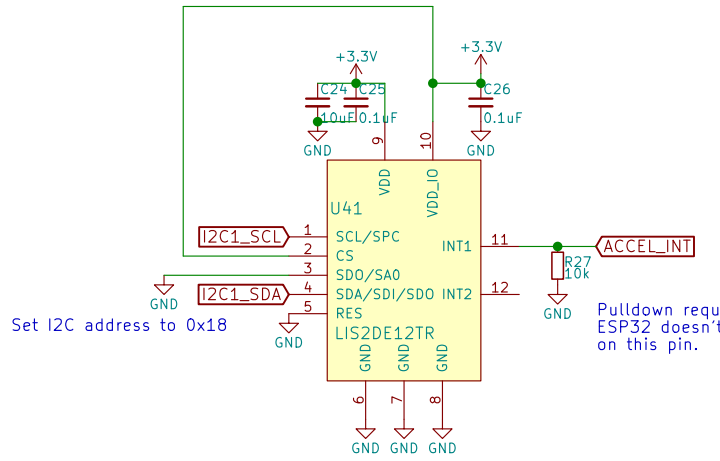 +3.3V
+3.3V
C24
C25
C26
10uF
0.1uF
0.1uF
GND
GND
9
10
VDD
VDD_IO
U41
I2C1_SCL
1
SCL/SPC
2
CS
INT1
11
ACCEL_INT
3
SDO/SA0
R27
10k
GND
I2C1_SDA
4
SDA/SDI/SDO
INT2
12
5
RES
GND
GND
Set I2C address to 0x18
Pulldown requ
ESP32 doesn't
on this pin.
LIS2DE12TR
GND
GND
GND
6
7
8
GND
GND
GND